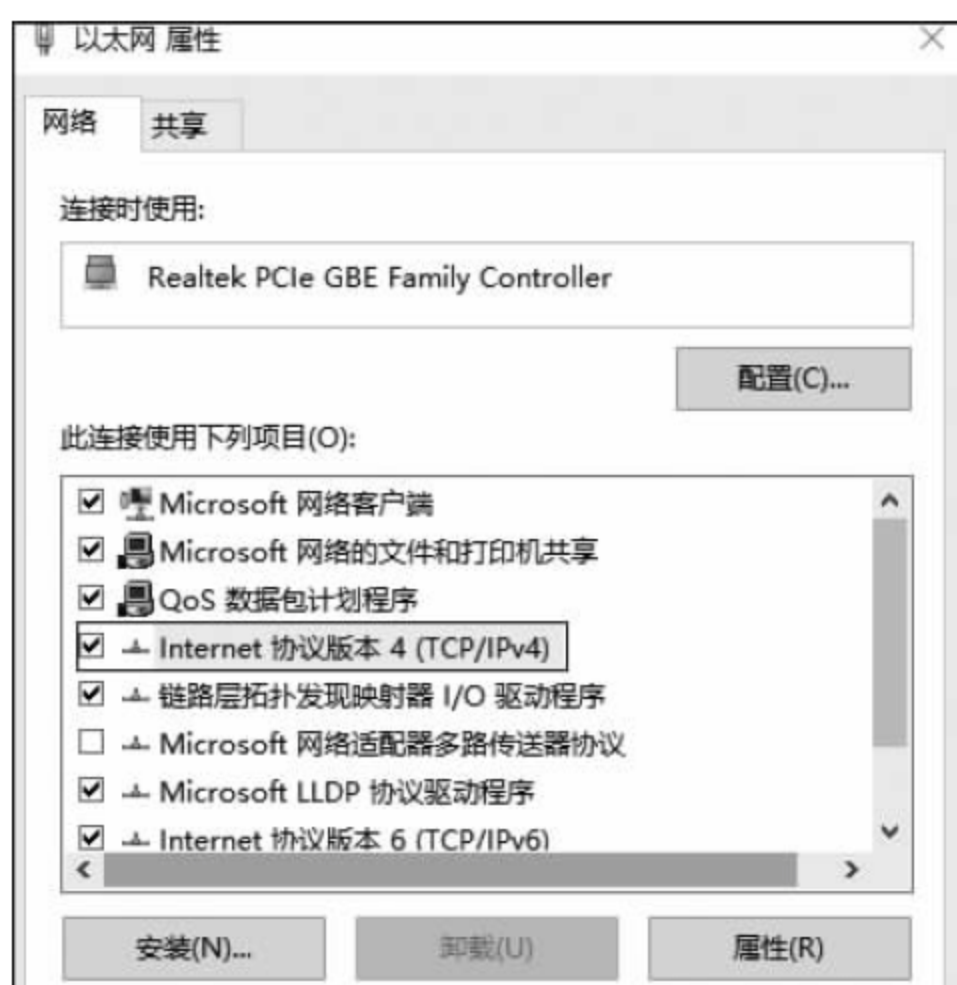 以太网 属性
网络
共享
连接时使用:
Realtek PCIe GBE Family Controller
配置(C)...
此连接使用下列项目(O):
Microsoft 网络客户端
Microsoft 网络的文件和打印机共享
QoS 数据包计划程序
Internet 协议版本 4 (TCP/IPv4)
链路层拓扑发现映射器 I/O 驱动程序
Microsoft 网络适配器多路传送器协议
Microsoft LLDP 协议驱动程序
Internet 协议版本 6 (TCP/IPv6)
安装(N)...
卸载(U)
属性(R)